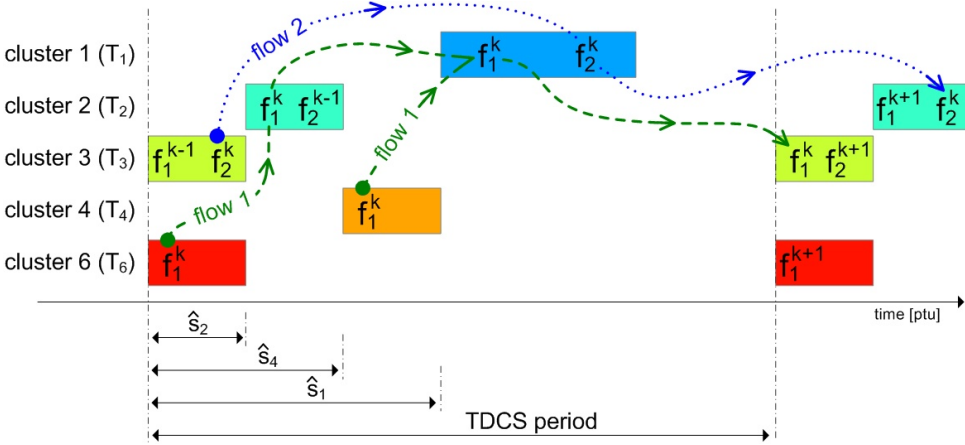 flow 2
cluster 1 (T₁) f₁ᵏ f₂ᵏ
cluster 2 (T₂) f₁ᵏ f₂ᵏ⁻¹ f₁ᵏ⁺¹ f₂ᵏ
flow 1
cluster 3 (T₃) f₁ᵏ⁻¹ f₂ᵏ f₁ᵏ f₂ᵏ⁺¹
flow 1
cluster 4 (T₄) f₁ᵏ
cluster 6 (T₆) f₁ᵏ f₁ᵏ⁺¹
time [ptu]
ŝ₂
ŝ₄
ŝ₁
TDCS period